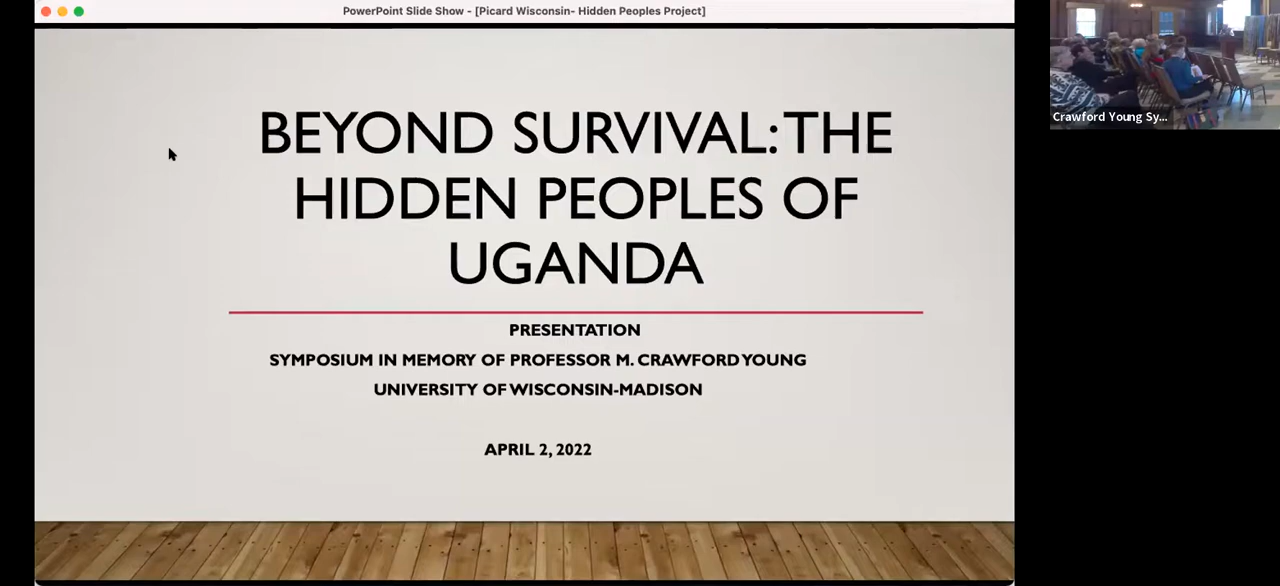 PowerPoint Slide Show - [Picard Wisconsin- Hidden Peoples Project]
BEYOND SURVIVAL: THE
HIDDEN PEOPLES OF
UGANDA
PRESENTATION
SYMPOSIUM IN MEMORY OF PROFESSOR M. CRAWFORD YOUNG
UNIVERSITY OF WISCONSIN-MADISON
APRIL 2, 2022
Crawford Young Sy...